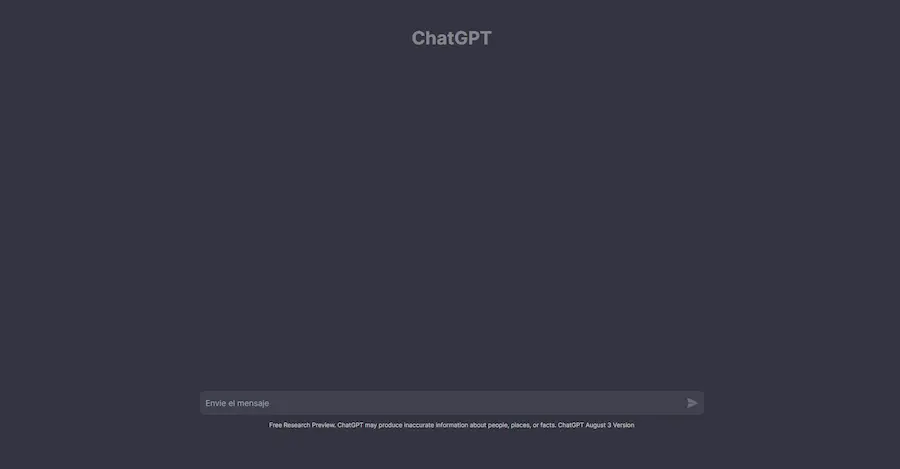 ChatGPT
Envie el mensaje
Free Research Preview. ChatGPT may produce inaccurate information about people, places, or facts. ChatGPT August 3 Version